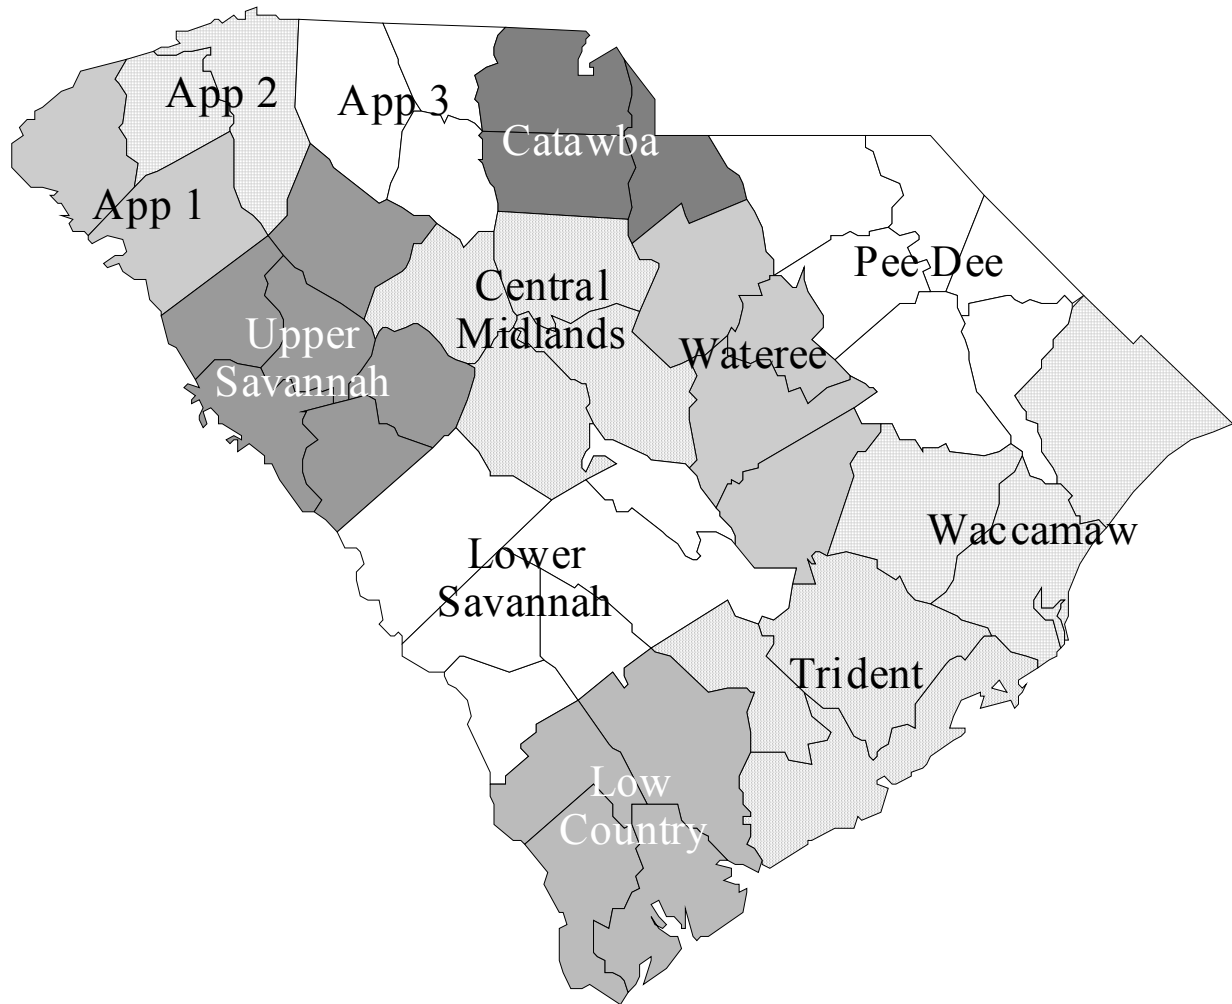 App 2
App 3
Catawba
App 1
Pee Dee
Central
Midlands
Upper
Savannah
Wateree
Waccamaw
Lower
Savannah
Trident
Low
Country